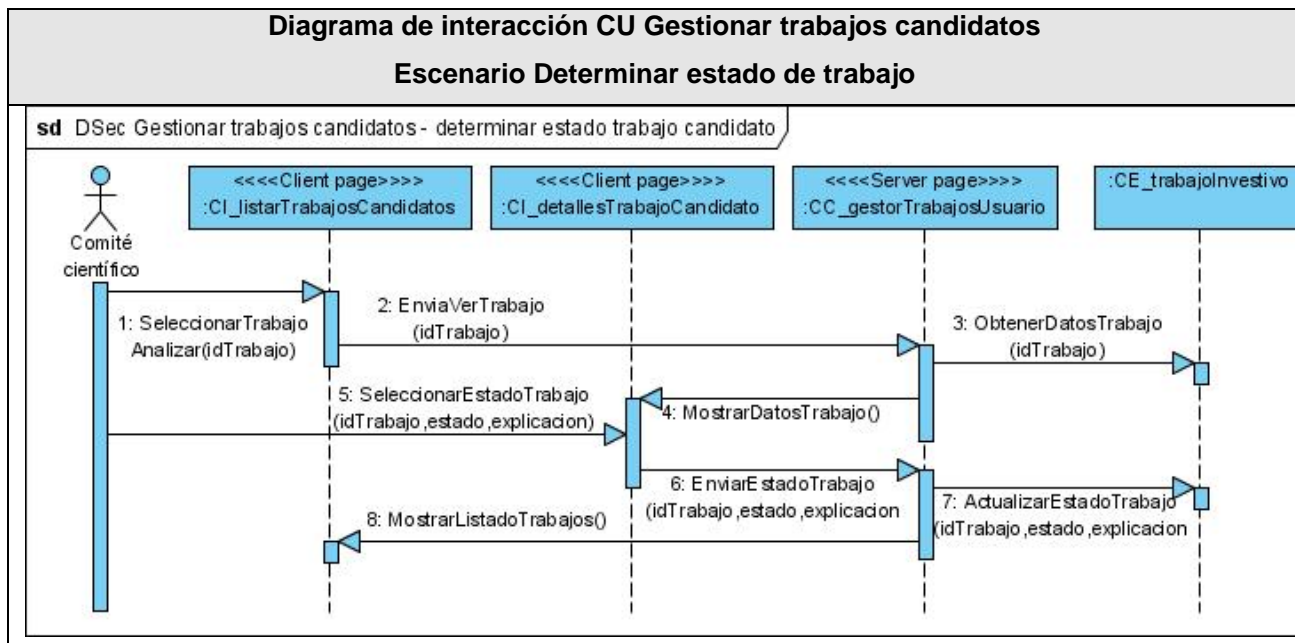 Diagrama de interacción CU Gestionar trabajos candidatos
Escenario Determinar estado de trabajo
sd DSec Gestionar trabajos candidatos - determinar estado trabajo candidato
<<<<Client page>>>>
:CI_listarTrabajosCandidatos
<<<<Client page>>>>
:CI_detallesTrabajoCandidato
<<<<Server page>>>>
:CC_gestorTrabajosUsuario
:CE_trabajoInvestivo
Comité
científico
1: SeleccionarTrabajo
Analizar(idTrabajo)
2: EnviaVerTrabajo
(idTrabajo)
3: ObtenerDatosTrabajo
(idTrabajo)
4: MostrarDatosTrabajo()
5: SeleccionarEstadoTrabajo
(idTrabajo,estado,explicacion)
6: EnviarEstadoTrabajo
(idTrabajo,estado,explicacion
7: ActualizarEstadoTrabajo
(idTrabajo,estado,explicacion
8: MostrarListadoTrabajos()